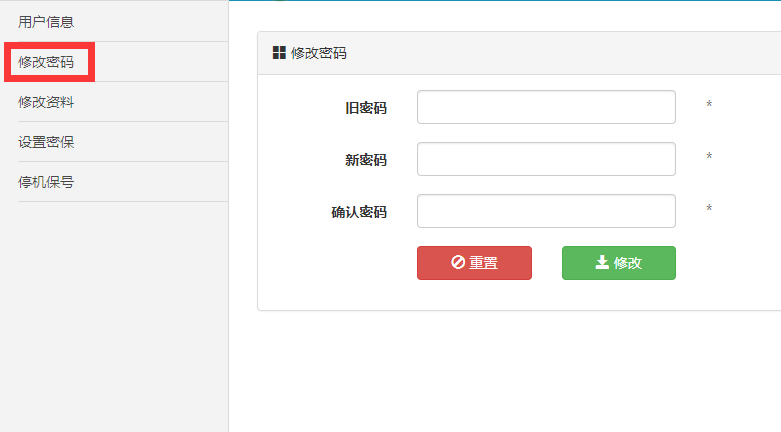 用户信息
修改密码
修改资料
设置密保
停机保号
修改密码
旧密码 *
新密码 *
确认密码 *
重置 修改